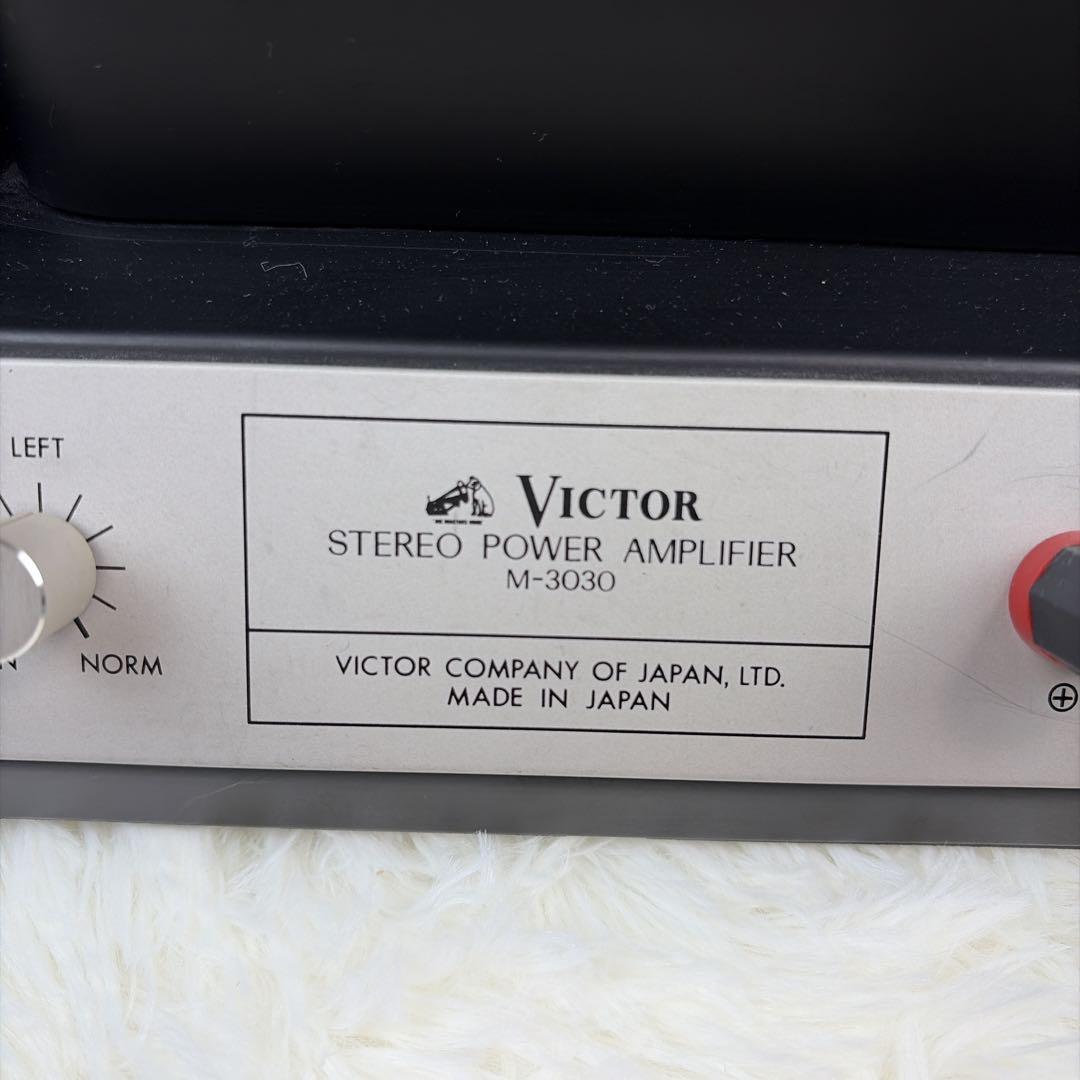 LEFT
VICTOR
STEREO POWER AMPLIFIER
M-3030
NORM
VICTOR COMPANY OF JAPAN, LTD.
MADE IN JAPAN